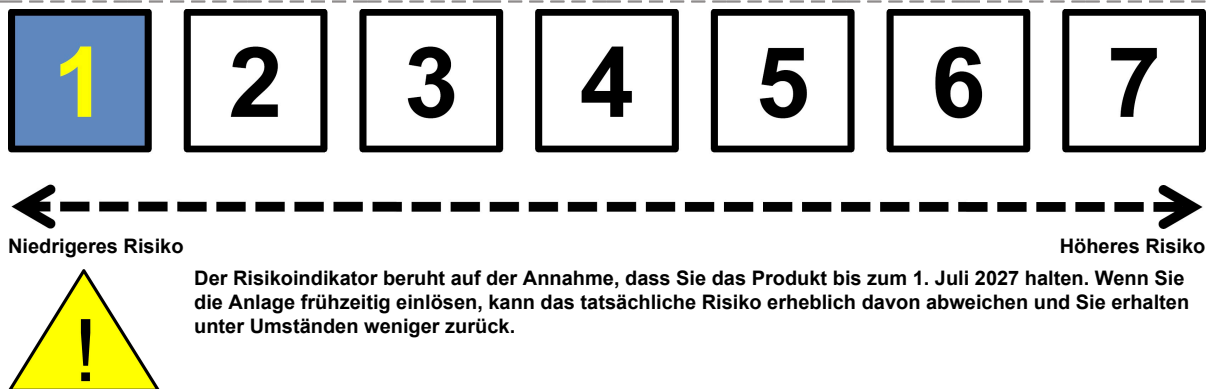 1 2 3 4 5 6 7
Niedrigeres Risiko Höheres Risiko
Der Risikoindikator beruht auf der Annahme, dass Sie das Produkt bis zum 1. Juli 2027 halten. Wenn Sie
die Anlage frühzeitig einlösen, kann das tatsächliche Risiko erheblich davon abweichen und Sie erhalten
unter Umständen weniger zurück.
!